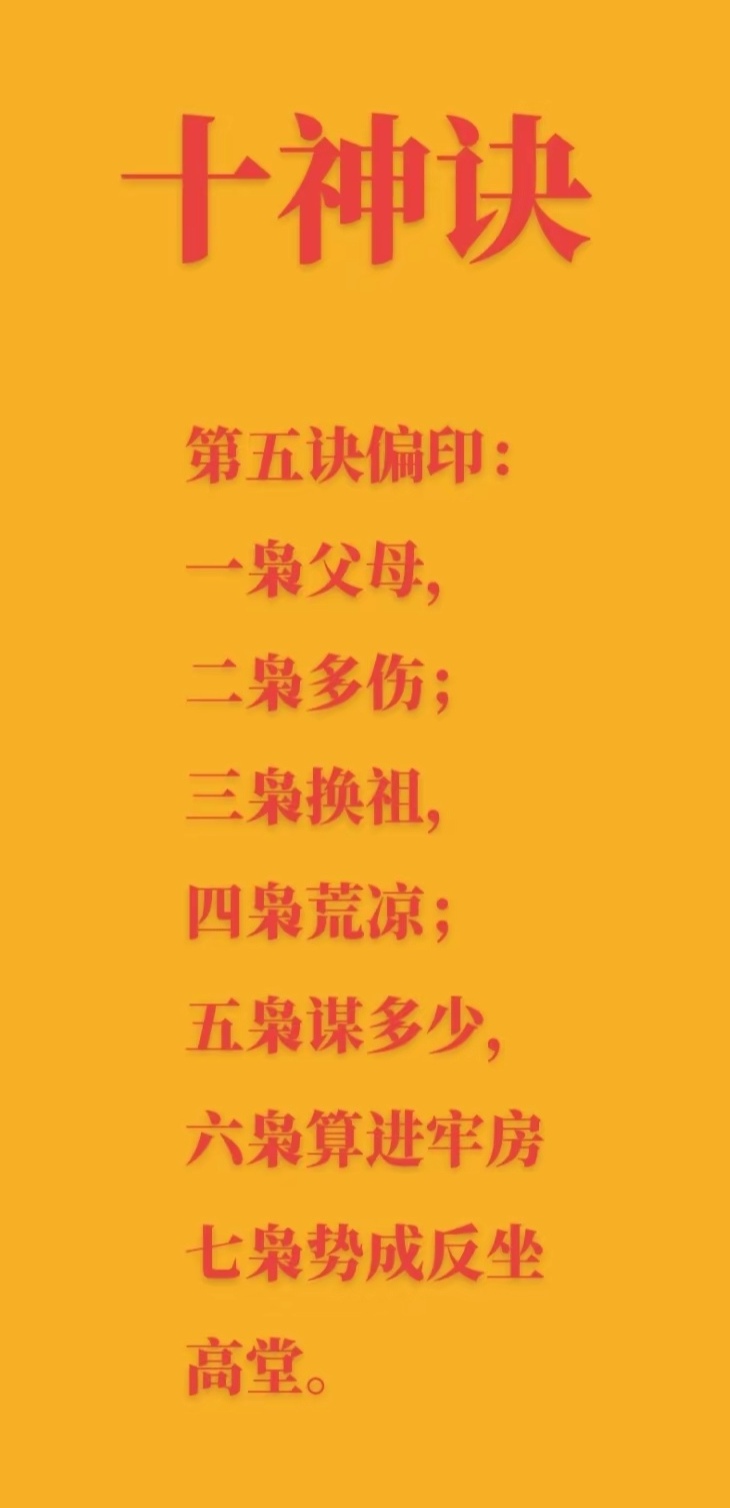 十神诀
第五诀偏印：
一枭父母，
二枭多伤；
三枭换祖，
四枭荒凉；
五枭谋多少，
六枭算进牢房
七枭势成反坐
高堂。